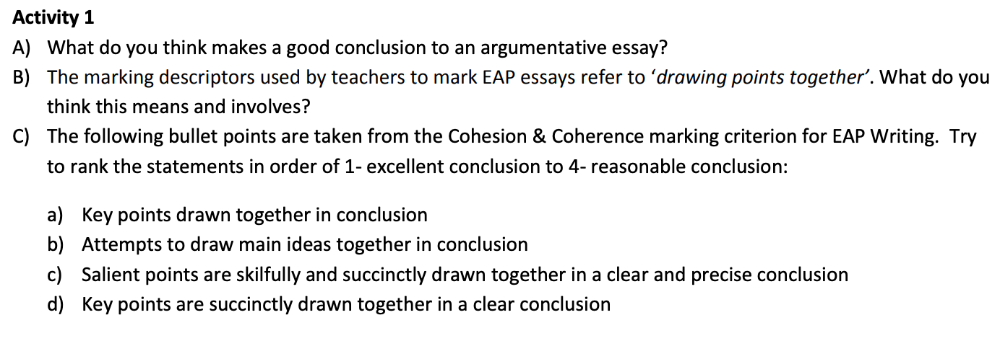 Activity 1
A) What do you think makes a good conclusion to an argumentative essay?
B) The marking descriptors used by teachers to mark EAP essays refer to ‘drawing points together’. What do you
think this means and involves?
C) The following bullet points are taken from the Cohesion & Coherence marking criterion for EAP Writing. Try
to rank the statements in order of 1- excellent conclusion to 4- reasonable conclusion:
a) Key points drawn together in conclusion
b) Attempts to draw main ideas together in conclusion
c) Salient points are skilfully and succinctly drawn together in a clear and precise conclusion
d) Key points are succinctly drawn together in a clear conclusion